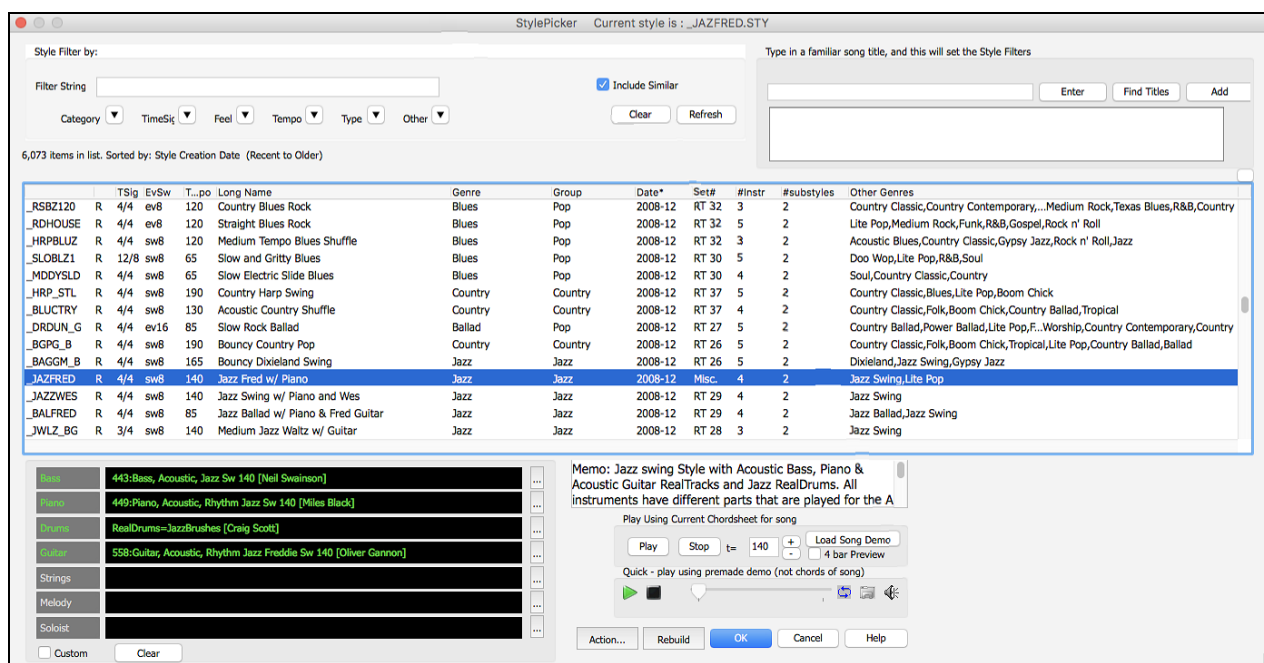 StylePicker Current style is : _JAZFRED.STY
Style Filter by:
Type in a familiar song title, and this will set the Style Filters
Filter String
Include Similar
Enter Find Titles Add
Category TimeSig Feel Tempo Type Other Clear Refresh
6,073 items in list. Sorted by: Style Creation Date (Recent to Older)
TSig EvSw T...po Long Name Genre Group Date* Set# #Instr #substyles Other Genres
_RSBZ120 R 4/4 ev8 120 Country Blues Rock Blues Pop 2008-12 RT 32 3 2 Country Classic,Country Contemporary,...Medium Rock,Texas Blues,R&B,Country
_RDHOUSE R 4/4 ev8 120 Straight Blues Rock Blues Pop 2008-12 RT 32 5 2 Lite Pop,Medium Rock,Funk,R&B,Gospel,Rock n' Roll
_HRPBLUZ R 4/4 sw8 120 Medium Tempo Blues Shuffle Blues Pop 2008-12 RT 32 3 2 Acoustic Blues,Country Classic,Gypsy Jazz,Rock n' Roll,Jazz
_SLOBLZ1 R 12/8 sw8 65 Slow and Gritty Blues Blues Pop 2008-12 RT 30 5 2 Doo Wop,Lite Pop,R&B,Soul
_MDDYSLD R 4/4 sw8 65 Slow Electric Slide Blues Blues Pop 2008-12 RT 30 4 2 Soul,Country Classic,Country
_HRP_STL R 4/4 sw8 190 Country Harp Swing Country Country 2008-12 RT 37 5 2 Country Classic,Blues,Lite Pop,Boom Chick
_BLUCTRY R 4/4 sw8 130 Acoustic Country Shuffle Country Country 2008-12 RT 37 4 2 Country Classic,Folk,Boom Chick,Country Ballad,Tropical
_DRDUN_G R 4/4 ev16 85 Slow Rock Ballad Ballad Pop 2008-12 RT 27 5 2 Country Ballad,Power Ballad,Lite Pop,F...Worship,Country Contemporary,Country
_BGPG_B R 4/4 sw8 190 Bouncy Country Pop Country Country 2008-12 RT 26 5 2 Country Classic,Folk,Boom Chick,Tropical,Lite Pop,Country Ballad,Ballad
_BAGGM_B R 4/4 sw8 165 Bouncy Dixieland Swing Jazz Jazz 2008-12 RT 26 5 2 Dixieland,Jazz Swing,Gypsy Jazz
_JAZFRED R 4/4 sw8 140 Jazz Fred w/ Piano Jazz Jazz 2008-12 Misc. 4 2 Jazz Swing,Lite Pop
_JAZZWES R 4/4 sw8 140 Jazz Swing w/ Piano and Wes Jazz Jazz 2008-12 RT 29 4 2 Jazz Swing
_BALFRED R 4/4 sw8 85 Jazz Ballad w/ Piano & Fred Guitar Jazz Jazz 2008-12 RT 29 4 2 Jazz Ballad,Jazz Swing
_JWLZ_BG R 3/4 sw8 140 Medium Jazz Waltz w/ Guitar Jazz Jazz 2008-12 RT 28 3 2 Jazz Swing
Bass 443:Bass, Acoustic, Jazz Sw 140 [Neil Swainson] ...
Piano 449:Piano, Acoustic, Rhythm Jazz Sw 140 [Miles Black] ...
Drums RealDrums=JazzBrushes [Craig Scott] ...
Guitar 558:Guitar, Acoustic, Rhythm Jazz Freddie Sw 140 [Oliver Gannon] ...
Strings ...
Melody ...
Soloist ...
Custom Clear
Memo: Jazz swing Style with Acoustic Bass, Piano &
Acoustic Guitar RealTracks and Jazz RealDrums. All
instruments have different parts that are played for the A
Play Using Current Chordsheet for song
Play Stop t= 140 + - Load Song Demo
4 bar Preview
Quick - play using premade demo (not chords of song)
Action... Rebuild OK Cancel Help